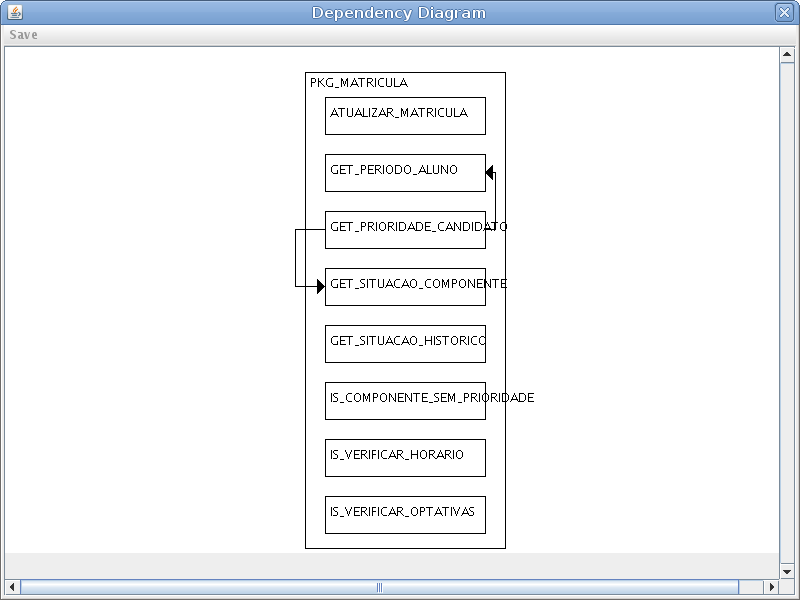 Dependency Diagram
Save
PKG_MATRICULA
ATUALIZAR_MATRICULA
GET_PERIODO_ALUNO
GET_PRIORIDADE_CANDIDATO
GET_SITUACAO_COMPONENTE
GET_SITUACAO_HISTORICO
IS_COMPONENTE_SEM_PRIORIDADE
IS_VERIFICAR_HORARIO
IS_VERIFICAR_OPTATIVAS